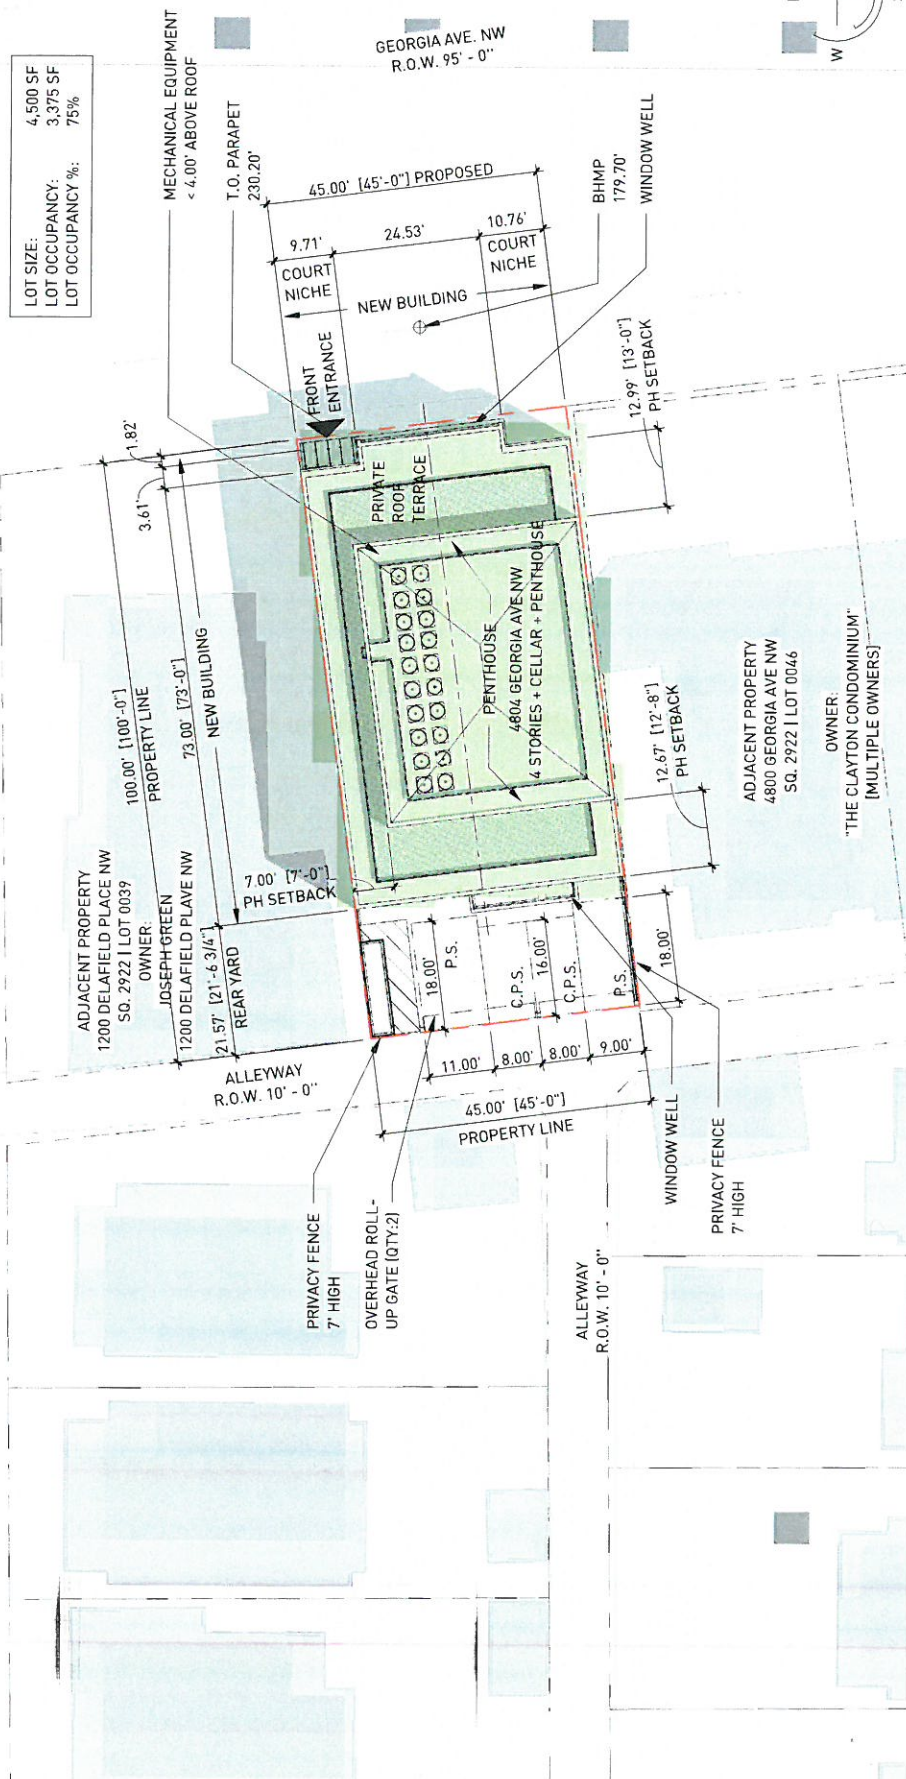 LOT SIZE: 4,500 SF
LOT OCCUPANCY: 3,375 SF
LOT OCCUPANCY %: 75%
MECHANICAL EQUIPMENT
< 4.00' ABOVE ROOF
T.O. PARAPET
230.20'
GEORGIA AVE. NW
R.O.W. 95' - 0"
W
45.00' [45'-0"] PROPOSED
9.71'
24.53'
10.76'
COURT
NICHE
COURT
NICHE
NEW BUILDING
BHMP
179.70'
WINDOW WELL
FRONT
ENTRANCE
12.99' [13'-0"]
PH SETBACK
1.82'
3.61'
100.00' [100'-0"]
PROPERTY LINE
73.00' [73'-0"]
NEW BUILDING
PRIVATE
ROOF
TERRACE
PENTHOUSE
4804 GEORGIA AVE NW
4 STORIES + CELLAR + PENTHOUSE
ADJACENT PROPERTY
1200 DELAFIELD PLACE NW
SQ. 2922 | LOT 0039
OWNER:
JOSEPH GREEN
1200 DELAFIELD PLAVE NW
21.57' [21'-6 3/4"]
REAR YARD
7.00' [7'-0"]
PH SETBACK
12.67' [12'-8"]
PH SETBACK
ADJACENT PROPERTY
4800 GEORGIA AVE NW
SQ. 2922 | LOT 0046
OWNER:
"THE CLAYTON CONDOMINIUM"
[MULTIPLE OWNERS]
18.00'
P.S.
C.P.S.
16.00'
C.P.S.
P.S.
18.00'
11.00'
8.00'
8.00'
9.00'
45.00' [45'-0"]
PROPERTY LINE
ALLEYWAY
R.O.W. 10' - 0"
PRIVACY FENCE
7' HIGH
OVERHEAD ROLL-
UP GATE (QTY:2)
WINDOW WELL
PRIVACY FENCE
7' HIGH
ALLEYWAY
R.O.W. 10' - 0"